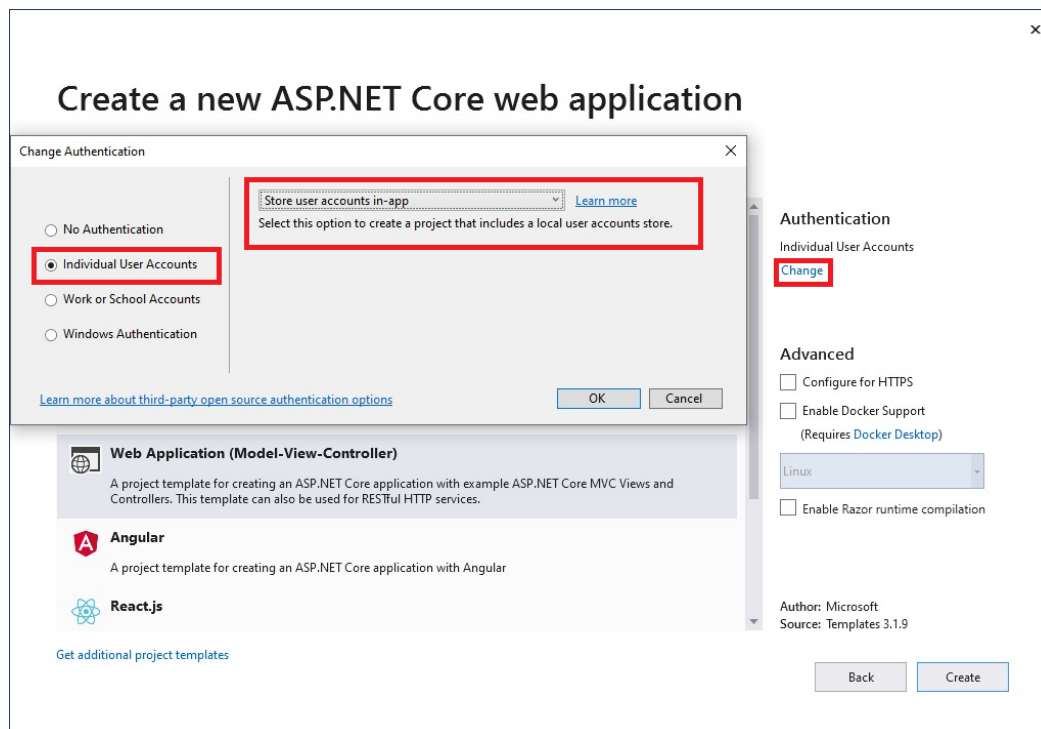 Create a new ASP.NET Core web application
Change Authentication
No Authentication
Individual User Accounts
Work or School Accounts
Windows Authentication
Store user accounts in-app
Learn more
Select this option to create a project that includes a local user accounts store.
Learn more about third-party open source authentication options
OK
Cancel
Web Application (Model-View-Controller)
A project template for creating an ASP.NET Core application with example ASP.NET Core MVC Views and
Controllers. This template can also be used for RESTful HTTP services.
Angular
A project template for creating an ASP.NET Core application with Angular
React.js
Get additional project templates
Authentication
Individual User Accounts
Change
Advanced
Configure for HTTPS
Enable Docker Support
(Requires Docker Desktop)
Linux
Enable Razor runtime compilation
Author: Microsoft
Source: Templates 3.1.9
Back
Create